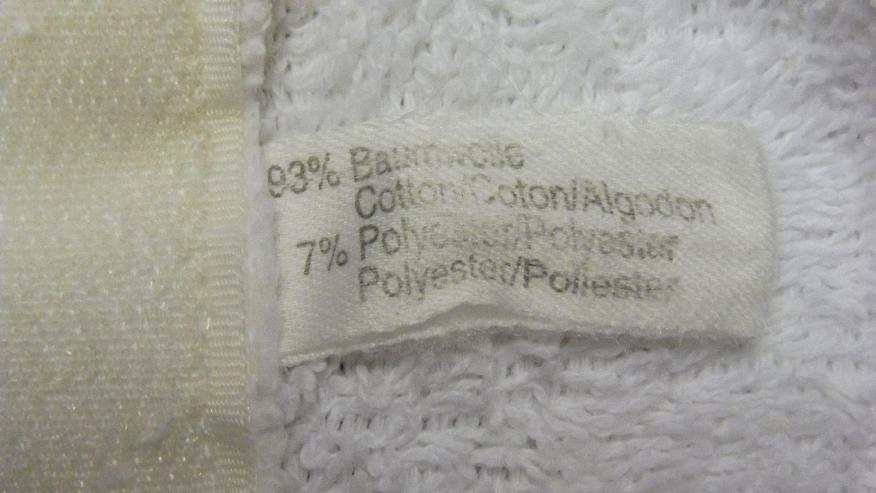 93% Baumwolle
Cotton/Coton/Algodon
7% Polyester/Polyester
Polyester/Poliester